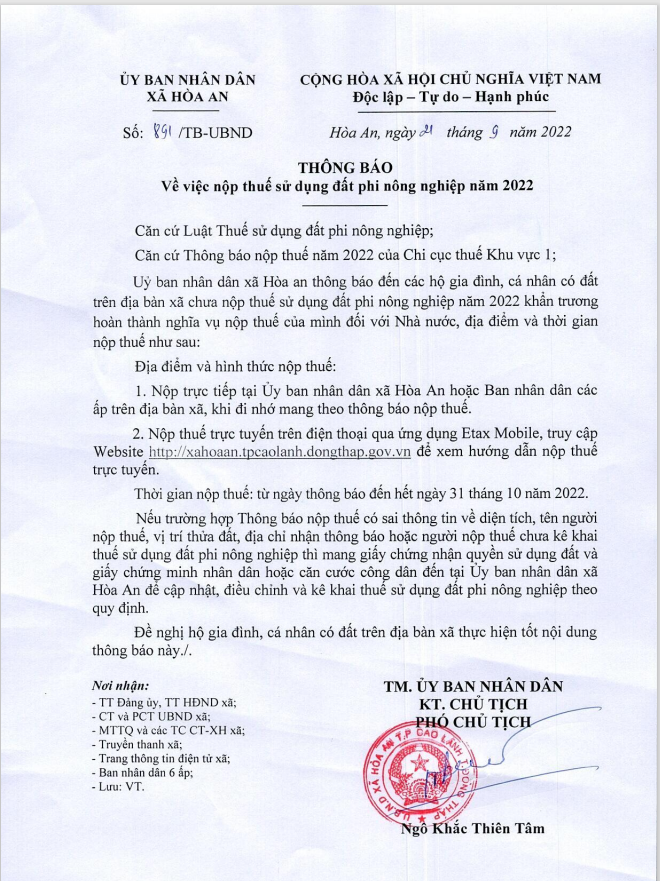 ỦY BAN NHÂN DÂN
XÃ HÒA AN
CỘNG HÒA XÃ HỘI CHỦ NGHĨA VIỆT NAM
Độc lập – Tự do – Hạnh phúc
Số: 891 /TB-UBND
Hòa An, ngày 21 tháng 9 năm 2022
THÔNG BÁO
Về việc nộp thuế sử dụng đất phi nông nghiệp năm 2022
Căn cứ Luật Thuế sử dụng đất phi nông nghiệp;
Căn cứ Thông báo nộp thuế năm 2022 của Chi cục thuế Khu vực 1;
Uỷ ban nhân dân xã Hòa an thông báo đến các hộ gia đình, cá nhân có đất
trên địa bàn xã chưa nộp thuế sử dụng đất phi nông nghiệp năm 2022 khẩn trương
hoàn thành nghĩa vụ nộp thuế của mình đối với Nhà nước, địa điểm và thời gian
nộp thuế như sau:
Địa điểm và hình thức nộp thuế:
1. Nộp trực tiếp tại Ủy ban nhân dân xã Hòa An hoặc Ban nhân dân các
ấp trên địa bàn xã, khi đi nhớ mang theo thông báo nộp thuế.
2. Nộp thuế trực tuyến trên điện thoại qua ứng dụng Etax Mobile, truy cập
Website http://xahoaan.tpcaolanh.dongthap.gov.vn để xem hướng dẫn nộp thuế
trực tuyến.
Thời gian nộp thuế: từ ngày thông báo đến hết ngày 31 tháng 10 năm 2022.
Nếu trường hợp Thông báo nộp thuế có sai thông tin về diện tích, tên người
nộp thuế, vị trí thửa đất, địa chỉ nhận thông báo hoặc người nộp thuế chưa kê khai
thuế sử dụng đất phi nông nghiệp thì mang giấy chứng nhận quyền sử dụng đất và
giấy chứng minh nhân dân hoặc căn cước công dân đến tại Ủy ban nhân dân xã
Hòa An để cập nhật, điều chỉnh và kê khai thuế sử dụng đất phi nông nghiệp theo
quy định.
Đề nghị hộ gia đình, cá nhân có đất trên địa bàn xã thực hiện tốt nội dung
thông báo này./.
Nơi nhận:
- TT Đảng ủy, TT HĐND xã;
- CT và PCT UBND xã;
- MTTQ và các TC CT-XH xã;
- Truyền thanh xã;
- Trang thông tin điện tử xã;
- Ban nhân dân 6 ấp;
- Lưu: VT.
TM. ỦY BAN NHÂN DÂN
KT. CHỦ TỊCH
PHÓ CHỦ TỊCH
U.B.N.D XÃ HÒA AN T.P CAO LÃNH T.ĐỒNG THÁP
Ngô Khắc Thiên Tâm